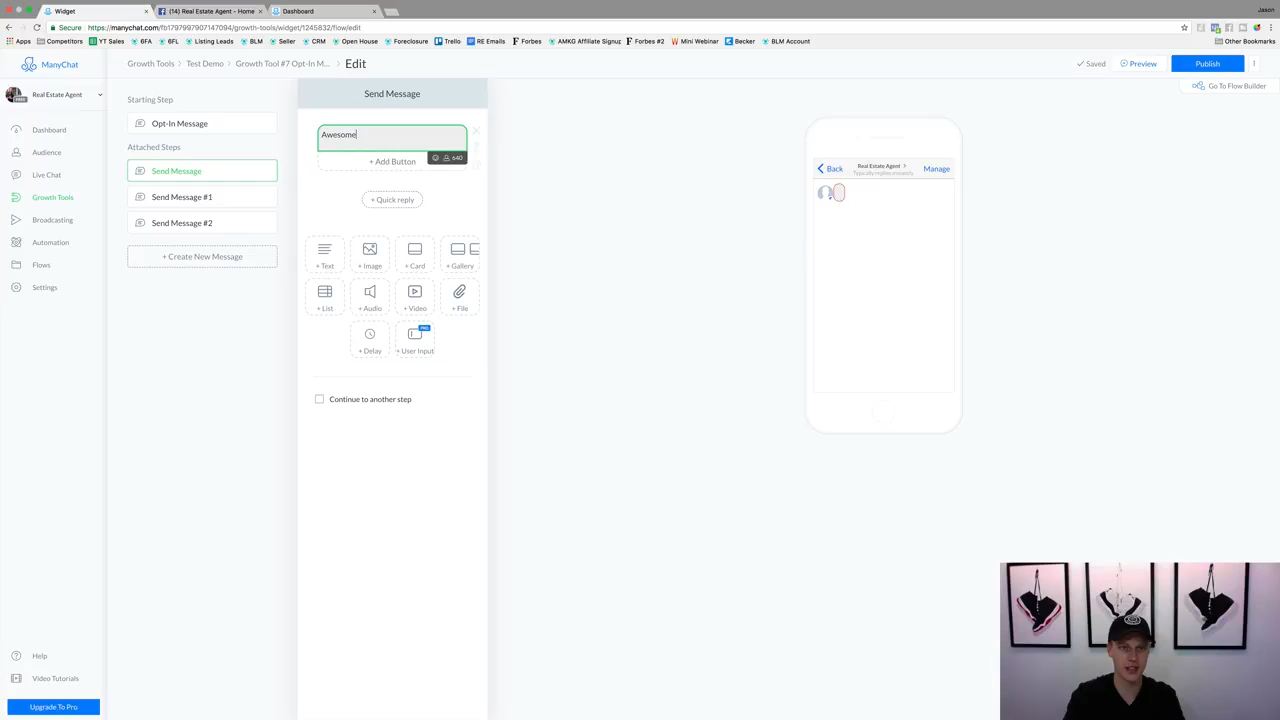 Widget
(14) Real Estate Agent - Home
Dashboard
Jason
Secure
https://manychat.com/fb1797997907147094/growth-tools/widget/1245832/flow/edit
Apps
Competitors
YT Sales
6FA
6FL
Listing Leads
BLM
Seller
CRM
Open House
Foreclosure
Trello
RE Emails
Forbes
AMKG Affiliate Signup
Forbes #2
Mini Webinar
Becker
BLM Account
Other Bookmarks
ManyChat
Growth Tools > Test Demo > Growth Tool #7 Opt-In M... > Edit
Saved
Preview
Publish
Real Estate Agent
FREE
Go To Flow Builder
Dashboard
Audience
Live Chat
Growth Tools
Broadcasting
Automation
Flows
Settings
Help
Video Tutorials
Upgrade To Pro
Starting Step
Opt-In Message
Attached Steps
Send Message
Send Message #1
Send Message #2
+ Create New Message
Send Message
Awesome
640
+ Add Button
+ Quick reply
+ Text
+ Image
+ Card
+ Gallery
+ List
+ Audio
+ Video
+ File
+ Delay
PRO
+ User Input
Continue to another step
Back
Real Estate Agent >
Typically replies instantly
Manage